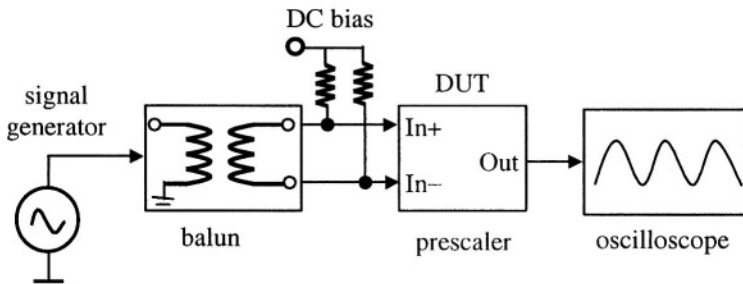 DC bias
signal
generator
DUT
In+
Out
In−
balun
prescaler
oscilloscope